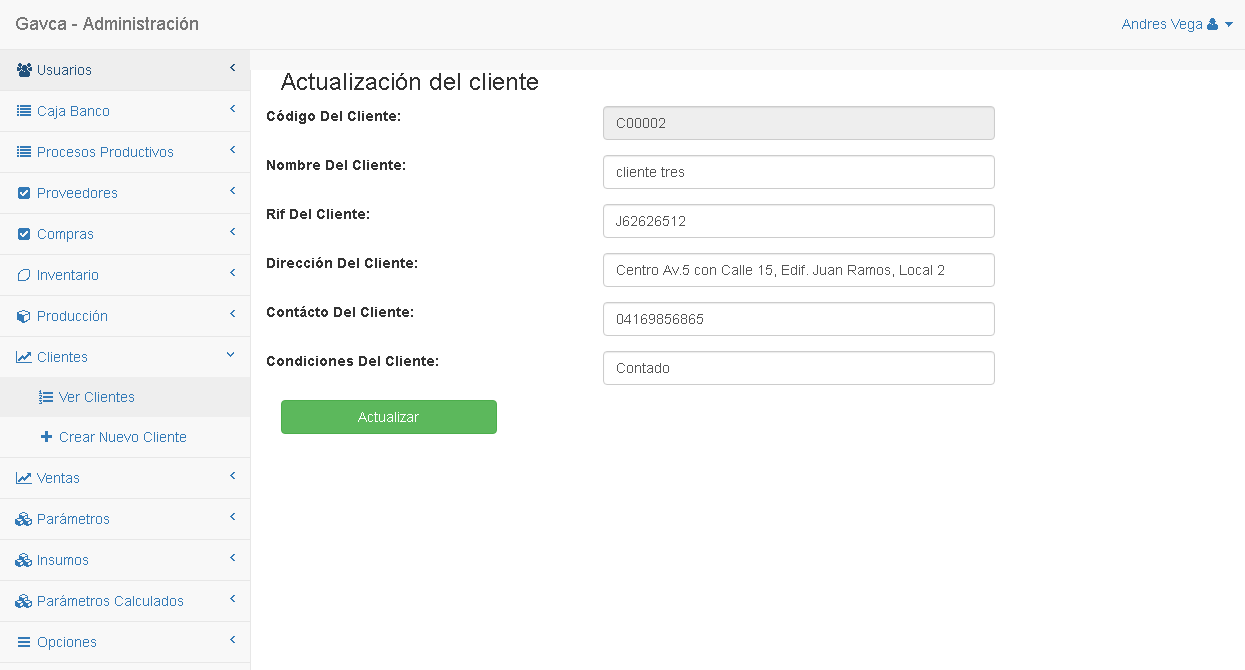 Gavca - Administración
Andres Vega
Usuarios
Caja Banco
Procesos Productivos
Proveedores
Compras
Inventario
Producción
Clientes
Ver Clientes
Crear Nuevo Cliente
Ventas
Parámetros
Insumos
Parámetros Calculados
Opciones
Actualización del cliente
Código Del Cliente:
C00002
Nombre Del Cliente:
cliente tres
Rif Del Cliente:
J62626512
Dirección Del Cliente:
Centro Av.5 con Calle 15, Edif. Juan Ramos, Local 2
Contácto Del Cliente:
04169856865
Condiciones Del Cliente:
Contado
Actualizar